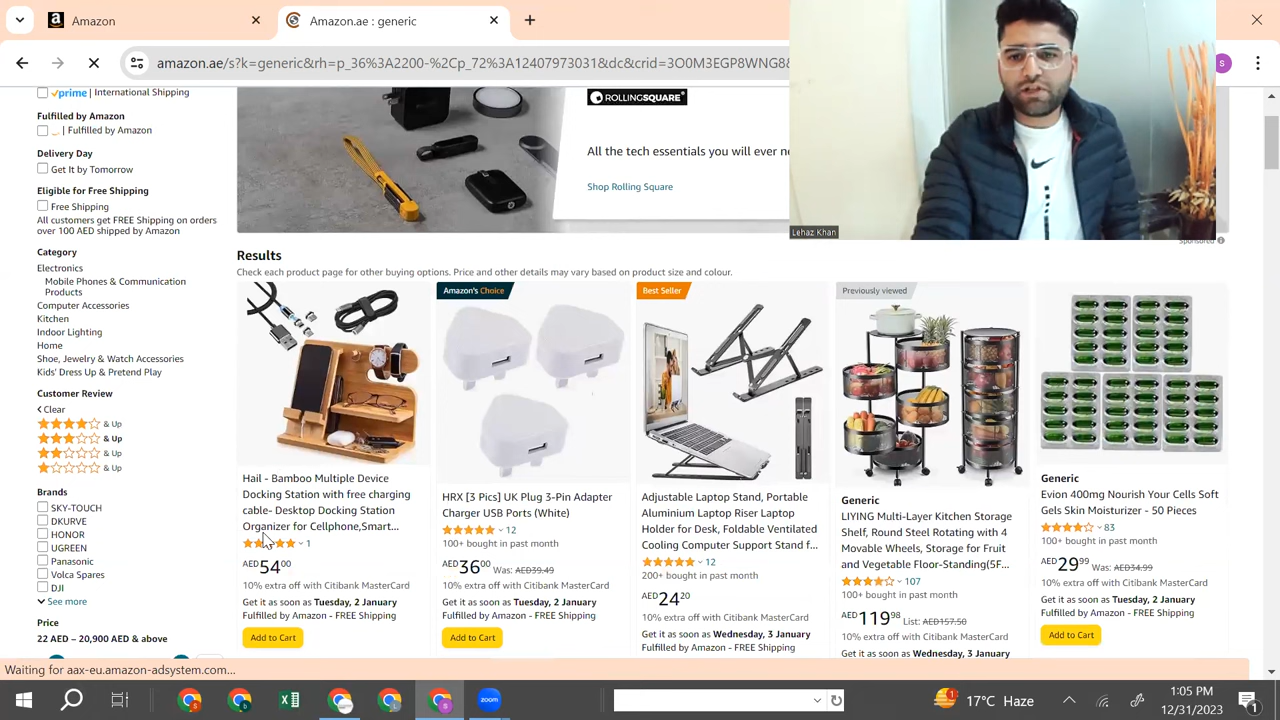 Amazon
Amazon.ae : generic
amazon.ae/s?k=generic&rh=p_36%3A2200-%2Cp_72%3A12407973031&dc&crid=3O0M3EGP8WNG8&
s
prime | International Shipping
Fulfilled by Amazon
| Fulfilled by Amazon
Delivery Day
Get It by Tomorrow
Eligible for Free Shipping
Free Shipping
All customers get FREE Shipping on orders
over 100 AED shipped by Amazon
Category
Electronics
Mobile Phones & Communication
Products
Computer Accessories
Kitchen
Indoor Lighting
Home
Shoe, Jewelry & Watch Accessories
Kids' Dress Up & Pretend Play
Customer Review
Clear
& Up
& Up
& Up
& Up
Brands
SKY-TOUCH
DKURVE
HONOR
UGREEN
Panasonic
Volca Spares
DJI
See more
Price
22 AED – 20,900 AED & above
ROLLINGSQUARE
All the tech essentials you will ever ne
Shop Rolling Square
Lehaz Khan
Sponsored
Results
Check each product page for other buying options. Price and other details may vary based on product size and colour.
Hail - Bamboo Multiple Device
Docking Station with free charging
cable- Desktop Docking Station
Organizer for Cellphone,Smart...
1
AED 54 00
10% extra off with Citibank MasterCard
Get it as soon as Tuesday, 2 January
Fulfilled by Amazon - FREE Shipping
Add to Cart
Amazon's Choice
HRX [3 Pics] UK Plug 3-Pin Adapter
Charger USB Ports (White)
12
100+ bought in past month
AED 36 00 Was: AED39.49
10% extra off with Citibank MasterCard
Get it as soon as Tuesday, 2 January
Fulfilled by Amazon - FREE Shipping
Add to Cart
Best Seller
Adjustable Laptop Stand, Portable
Aluminium Laptop Riser Laptop
Holder for Desk, Foldable Ventilated
Cooling Computer Support Stand f...
12
200+ bought in past month
AED 24 20
10% extra off with Citibank MasterCard
Get it as soon as Wednesday, 3 January
Fulfilled by Amazon - FREE Shipping
Previously viewed
Generic
LIYING Multi-Layer Kitchen Storage
Shelf, Round Steel Rotating with 4
Movable Wheels, Storage for Fruit
and Vegetable Floor-Standing(5F...
107
100+ bought in past month
AED 119 98 List: AED157.50
10% extra off with Citibank MasterCard
Get it as soon as Wednesday, 3 January
Generic
Evion 400mg Nourish Your Cells Soft
Gels Skin Moisturizer - 50 Pieces
83
100+ bought in past month
AED 29 99 Was: AED34.99
10% extra off with Citibank MasterCard
Get it as soon as Tuesday, 2 January
Fulfilled by Amazon - FREE Shipping
Add to Cart
Waiting for aax-eu.amazon-adsystem.com...
zoom
1
17°C Haze
1:05 PM
12/31/2023
1